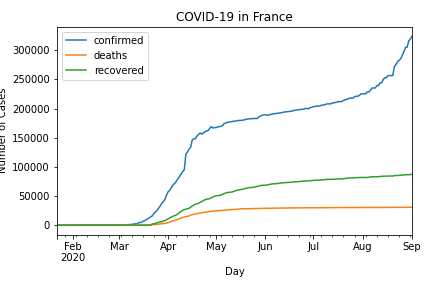 COVID-19 in France
confirmed
deaths
recovered
Number of Cases
300000
250000
200000
150000
100000
50000
0
Feb Mar Apr May Jun Jul Aug Sep
2020
Day